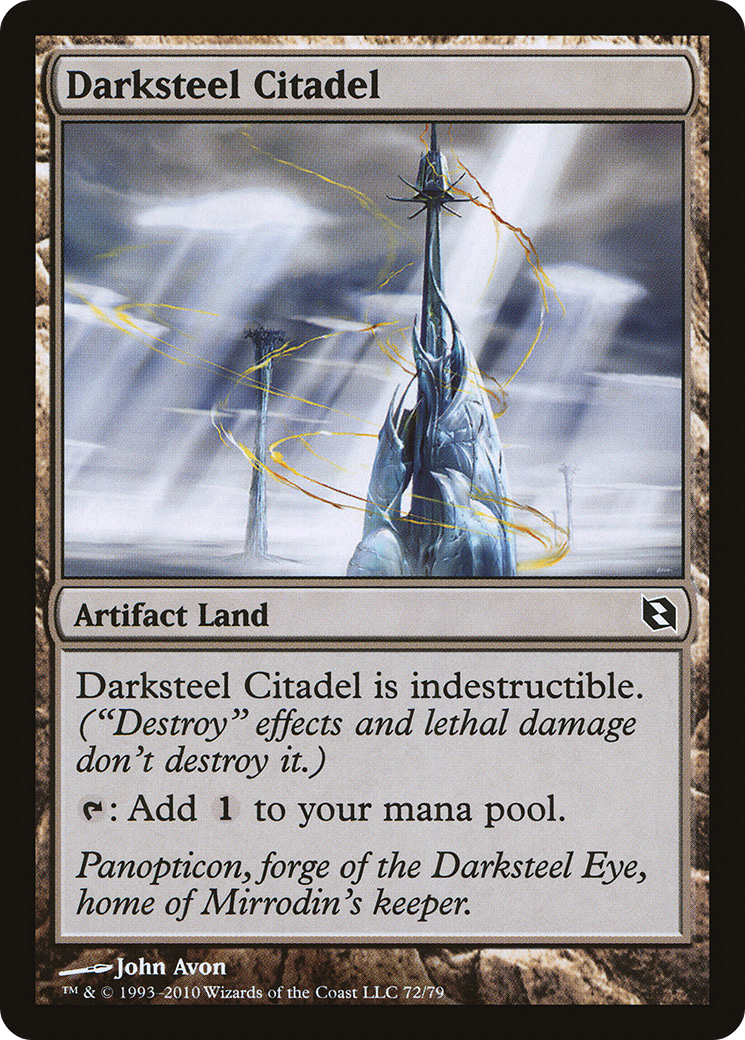 Darksteel Citadel
Artifact Land
Darksteel Citadel is indestructible.
(“Destroy” effects and lethal damage
don’t destroy it.)
: Add 1 to your mana pool.
Panopticon, forge of the Darksteel Eye,
home of Mirrodin’s keeper.
John Avon
™ & © 1993–2010 Wizards of the Coast LLC 72/79